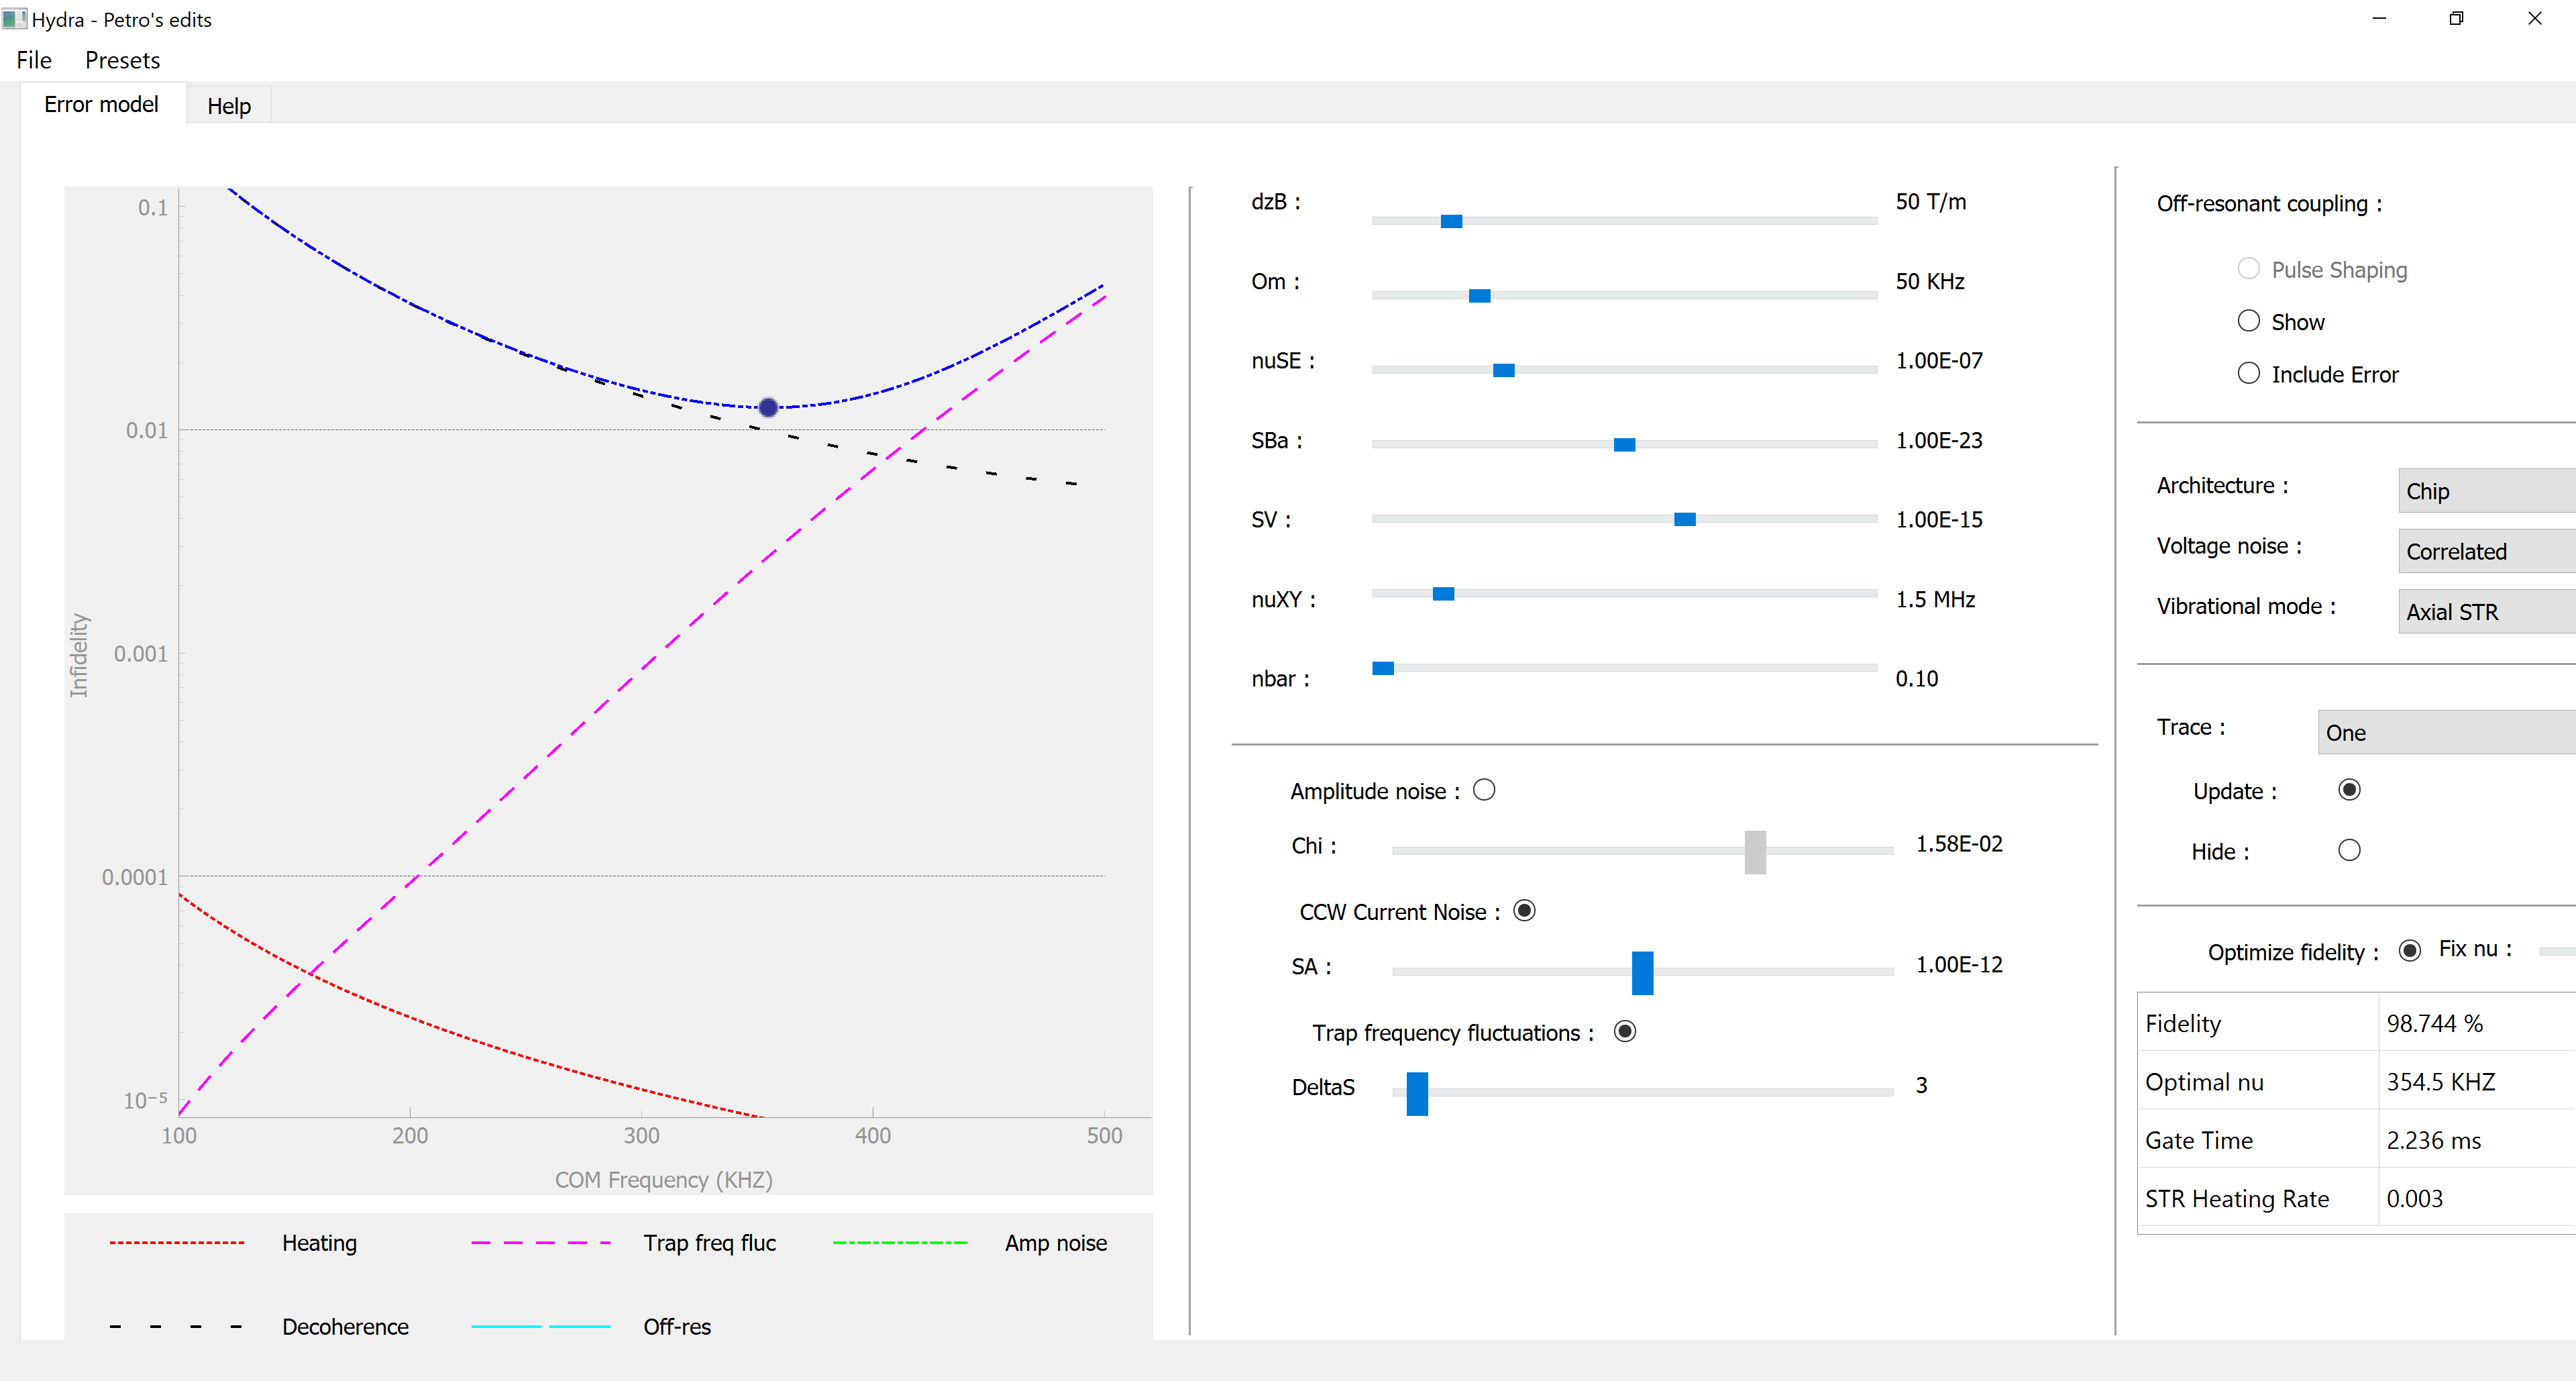 Hydra - Petro's edits
File Presets
Error model Help
0.1
0.01
0.001
0.0001
10⁻⁵
Infidelity
100 200 300 400 500
COM Frequency (KHZ)
Heating Trap freq fluc Amp noise
Decoherence Off-res
dzB : 50 T/m
Om : 50 KHz
nuSE : 1.00E-07
SBa : 1.00E-23
SV : 1.00E-15
nuXY : 1.5 MHz
nbar : 0.10
Amplitude noise :
Chi : 1.58E-02
CCW Current Noise :
SA : 1.00E-12
Trap frequency fluctuations :
DeltaS 3
Off-resonant coupling :
Pulse Shaping
Show
Include Error
Architecture : Chip
Voltage noise : Correlated
Vibrational mode : Axial STR
Trace : One
Update :
Hide :
Optimize fidelity : Fix nu :
Fidelity 98.744 %
Optimal nu 354.5 KHZ
Gate Time 2.236 ms
STR Heating Rate 0.003